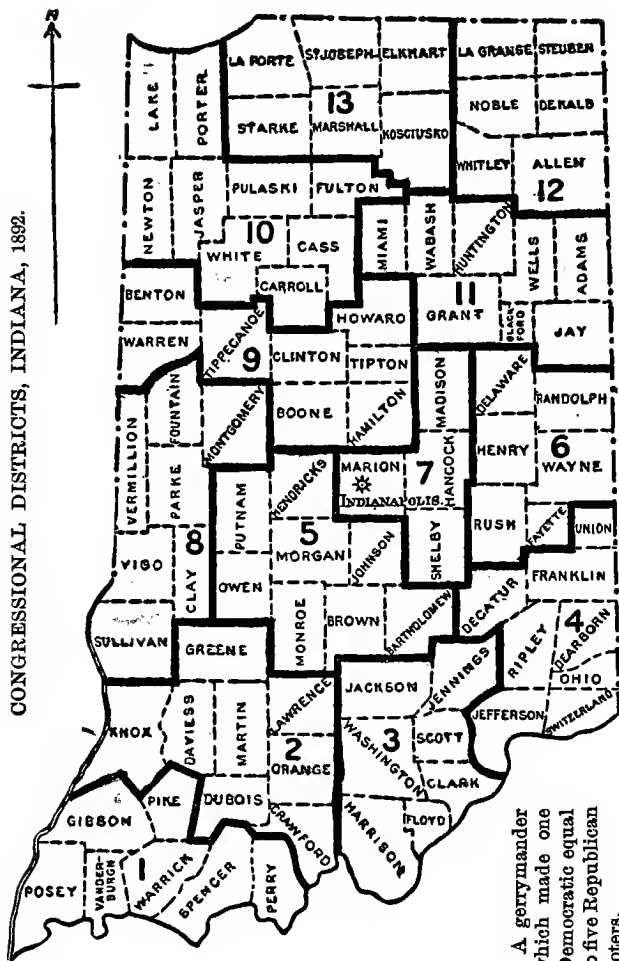 CONGRESSIONAL DISTRICTS, INDIANA, 1892.
N
LAKE
PORTER
LA PORTE
ST JOSEPH
ELKHART
LA GRANGE
STEUBEN
STARKE
13
MARSHALL
KOSCIUSKO
NOBLE
DEKALB
WHITLEY
ALLEN
12
NEWTON
JASPER
PULASKI
FULTON
10
WHITE
CASS
CARROLL
MIAMI
WABASH
HUNTINGTON
WELLS
ADAMS
11
GRANT
BLACK-
FORD
JAY
BENTON
WARREN
TIPPECANOE
9
CLINTON
HOWARD
TIPTON
BOONE
HAMILTON
MONTGOMERY
MADISON
DELAWARE
RANDOLPH
FOUNTAIN
VERMILLION
PARKE
8
VIGO
CLAY
SULLIVAN
PUTNAM
HENDRICKS
MARION
INDIANAPOLIS.
7
HANCOCK
SHELBY
HENRY
6
WAYNE
RUSH
FAYETTE
UNION
5
MORGAN
JOHNSON
OWEN
MONROE
BROWN
BARTHOLOMEW
DECATUR
FRANKLIN
4
RIPLEY
DEARBORN
OHIO
SWITZERLAND
JEFFERSON
GREENE
KNOX
DAVIESS
MARTIN
LAWRENCE
2
ORANGE
DUBOIS
CRAWFORD
JACKSON
JENNINGS
3
WASHINGTON
SCOTT
CLARK
FLOYD
HARRISON
GIBSON
PIKE
POSEY
VANDER-
BURGH
1
WARRICK
SPENCER
PERRY
A gerrymander
which made one
Democratic equal
to five Republican
voters.